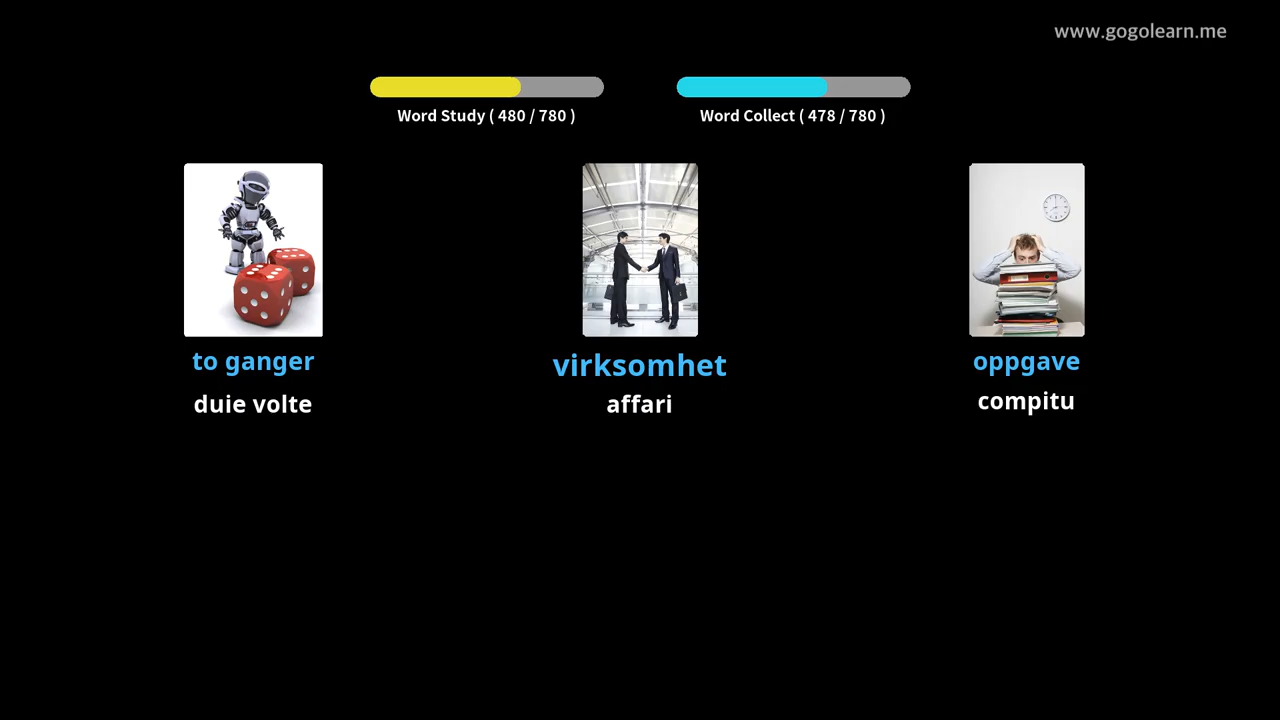 www.gogolearn.me
Word Study ( 480 / 780 )
Word Collect ( 478 / 780 )
to ganger
duie volte
virksomhet
affari
oppgave
compitu